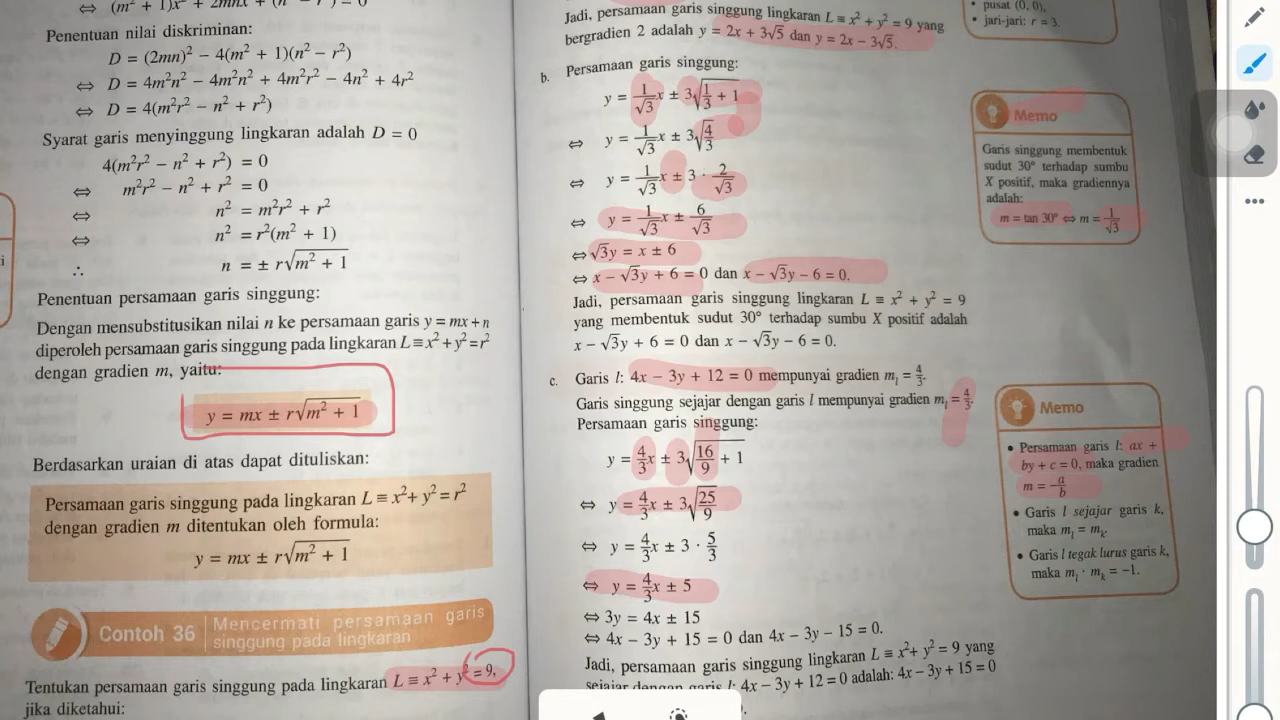 ⇔ (m² + 1)x² + 2mnx + (n² − r²) = 0
Penentuan nilai diskriminan:
D = (2mn)² − 4(m² + 1)(n² − r²)
⇔ D = 4m²n² − 4m²n² + 4m²r² − 4n² + 4r²
⇔ D = 4(m²r² − n² + r²)
Syarat garis menyinggung lingkaran adalah D = 0
4(m²r² − n² + r²) = 0
⇔ m²r² − n² + r² = 0
⇔ n² = m²r² + r²
⇔ n² = r²(m² + 1)
∴ n = ± r√(m² + 1)
Penentuan persamaan garis singgung:
Dengan mensubstitusikan nilai n ke persamaan garis y = mx + n
diperoleh persamaan garis singgung pada lingkaran L ≡ x² + y² = r²
dengan gradien m, yaitu:
y = mx ± r√(m² + 1)
Berdasarkan uraian di atas dapat dituliskan:
Persamaan garis singgung pada lingkaran L ≡ x² + y² = r²
dengan gradien m ditentukan oleh formula:
y = mx ± r√(m² + 1)
Contoh 36
Mencermati persamaan garis
singgung pada lingkaran
Tentukan persamaan garis singgung pada lingkaran L ≡ x² + y² = 9,
jika diketahui:
Jadi, persamaan garis singgung lingkaran L ≡ x² + y² = 9 yang
bergradien 2 adalah y = 2x + 3√5 dan y = 2x − 3√5.
b. Persamaan garis singgung:
y = 1/√3 x ± 3√(1/3 + 1)
⇔ y = 1/√3 x ± 3√(4/3)
⇔ y = 1/√3 x ± 3 · 2/√3
⇔ y = 1/√3 x ± 6/√3
⇔ √3y = x ± 6
⇔ x − √3y + 6 = 0 dan x − √3y − 6 = 0.
Jadi, persamaan garis singgung lingkaran L ≡ x² + y² = 9
yang membentuk sudut 30° terhadap sumbu X positif adalah
x − √3y + 6 = 0 dan x − √3y − 6 = 0.
c. Garis l: 4x − 3y + 12 = 0 mempunyai gradien m₁ = 4/3.
Garis singgung sejajar dengan garis l mempunyai gradien m₁ = 4/3.
Persamaan garis singgung:
y = 4/3 x ± 3√(16/9 + 1)
⇔ y = 4/3 x ± 3√(25/9)
⇔ y = 4/3 x ± 3 · 5/3
⇔ y = 4/3 x ± 5
⇔ 3y = 4x ± 15
⇔ 4x − 3y + 15 = 0 dan 4x − 3y − 15 = 0.
Jadi, persamaan garis singgung lingkaran L ≡ x² + y² = 9 yang
sejajar dengan garis l: 4x − 3y + 12 = 0 adalah: 4x − 3y + 15 = 0
• pusat (0, 0),
• jari-jari: r = 3.
Memo
Garis singgung membentuk
sudut 30° terhadap sumbu
X positif, maka gradiennya
adalah:
m = tan 30° ⇔ m = 1/√3
Memo
• Persamaan garis l: ax +
by + c = 0, maka gradien
m = −a/b
• Garis l sejajar garis k,
maka mₗ = mₖ.
• Garis l tegak lurus garis k,
maka mₗ · mₖ = −1.